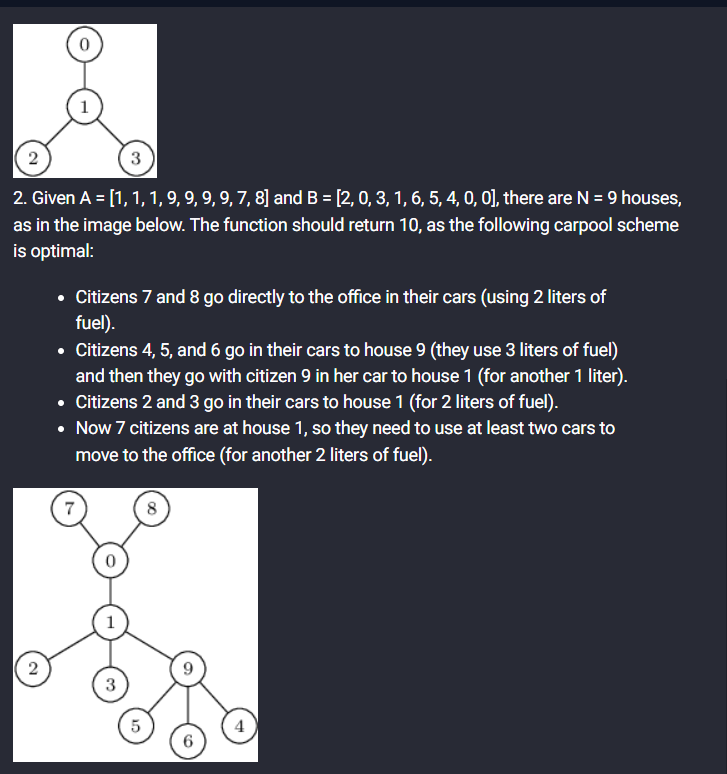 0
1
2 3
2. Given A = [1, 1, 1, 9, 9, 9, 9, 7, 8] and B = [2, 0, 3, 1, 6, 5, 4, 0, 0], there are N = 9 houses,
as in the image below. The function should return 10, as the following carpool scheme
is optimal:
• Citizens 7 and 8 go directly to the office in their cars (using 2 liters of
fuel).
• Citizens 4, 5, and 6 go in their cars to house 9 (they use 3 liters of fuel)
and then they go with citizen 9 in her car to house 1 (for another 1 liter).
• Citizens 2 and 3 go in their cars to house 1 (for 2 liters of fuel).
• Now 7 citizens are at house 1, so they need to use at least two cars to
move to the office (for another 2 liters of fuel).
7 8
0
1
2 3 9
5 6 4